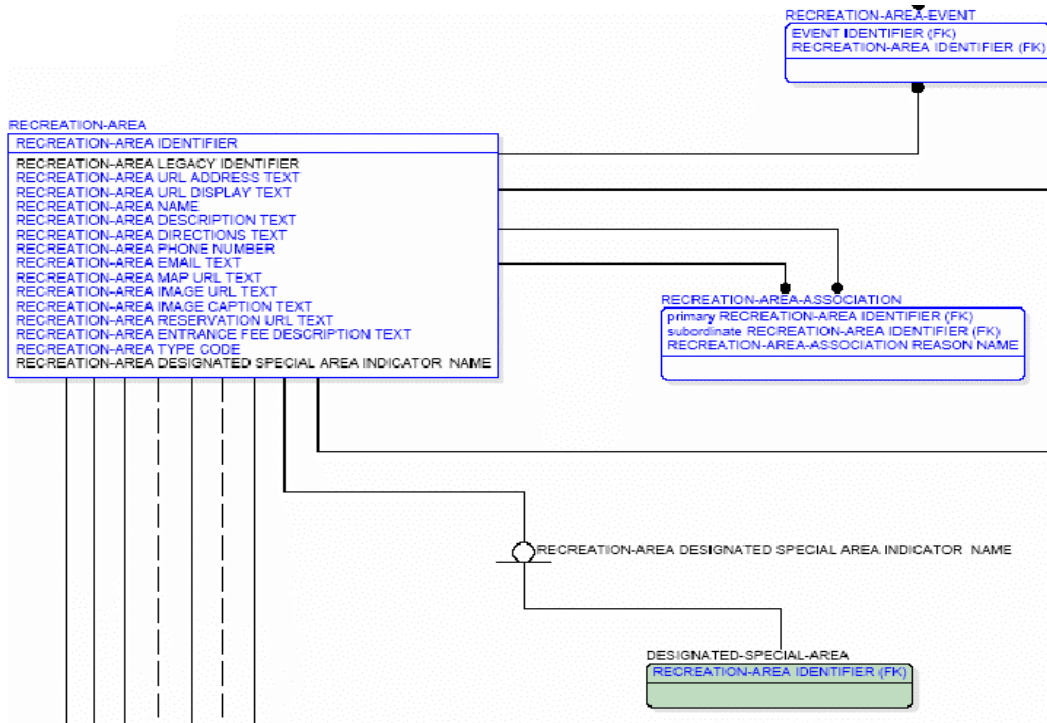 RECREATION-AREA-EVENT
EVENT IDENTIFIER (FK)
RECREATION-AREA IDENTIFIER (FK)
RECREATION-AREA
RECREATION-AREA IDENTIFIER
RECREATION-AREA LEGACY IDENTIFIER
RECREATION-AREA URL ADDRESS TEXT
RECREATION-AREA URL DISPLAY TEXT
RECREATION-AREA NAME
RECREATION-AREA DESCRIPTION TEXT
RECREATION-AREA DIRECTIONS TEXT
RECREATION-AREA PHONE NUMBER
RECREATION-AREA EMAIL TEXT
RECREATION-AREA MAP URL TEXT
RECREATION-AREA IMAGE URL TEXT
RECREATION-AREA IMAGE CAPTION TEXT
RECREATION-AREA RESERVATION URL TEXT
RECREATION-AREA ENTRANCE FEE DESCRIPTION TEXT
RECREATION-AREA TYPE CODE
RECREATION-AREA DESIGNATED SPECIAL AREA INDICATOR NAME
RECREATION-AREA-ASSOCIATION
primary RECREATION-AREA IDENTIFIER (FK)
subordinate RECREATION-AREA IDENTIFIER (FK)
RECREATION-AREA-ASSOCIATION REASON NAME
RECREATION-AREA DESIGNATED SPECIAL AREA INDICATOR NAME
DESIGNATED-SPECIAL-AREA
RECREATION-AREA IDENTIFIER (FK)